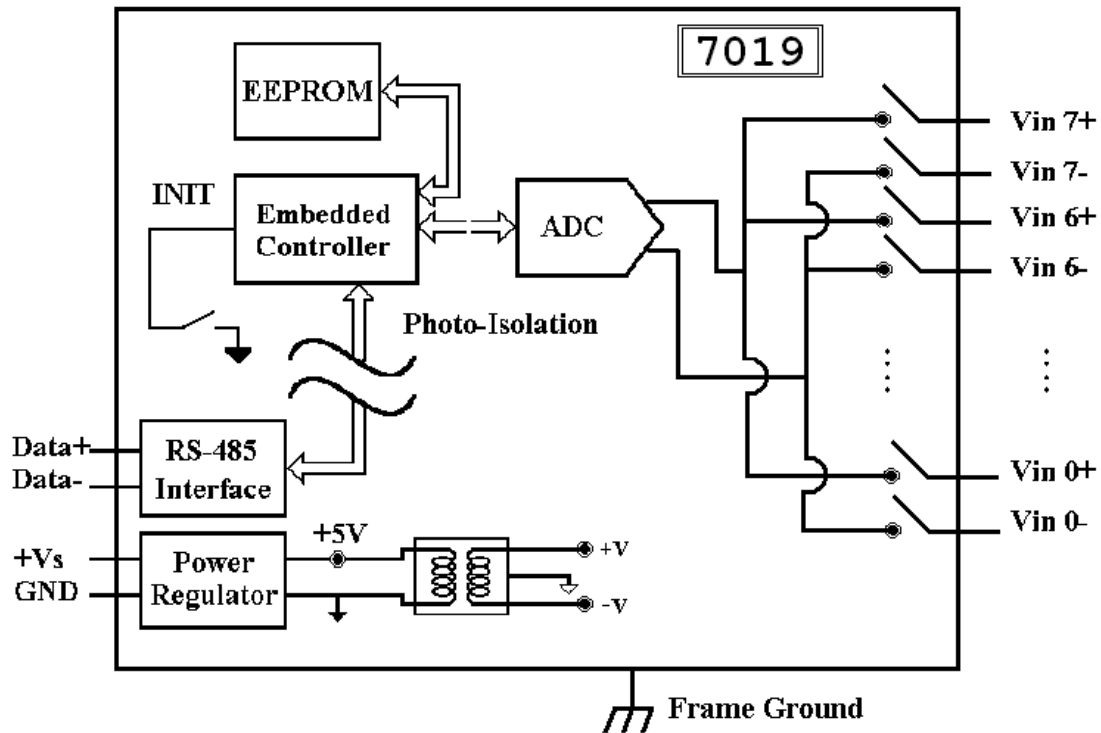 7019
EEPROM
Vin 7+
Vin 7-
INIT
Embedded
Controller
ADC
Vin 6+
Vin 6-
Photo-Isolation
Data+
Data-
RS-485
Interface
Vin 0+
Vin 0-
+5V
+Vs
GND
Power
Regulator
+V
-V
Frame Ground